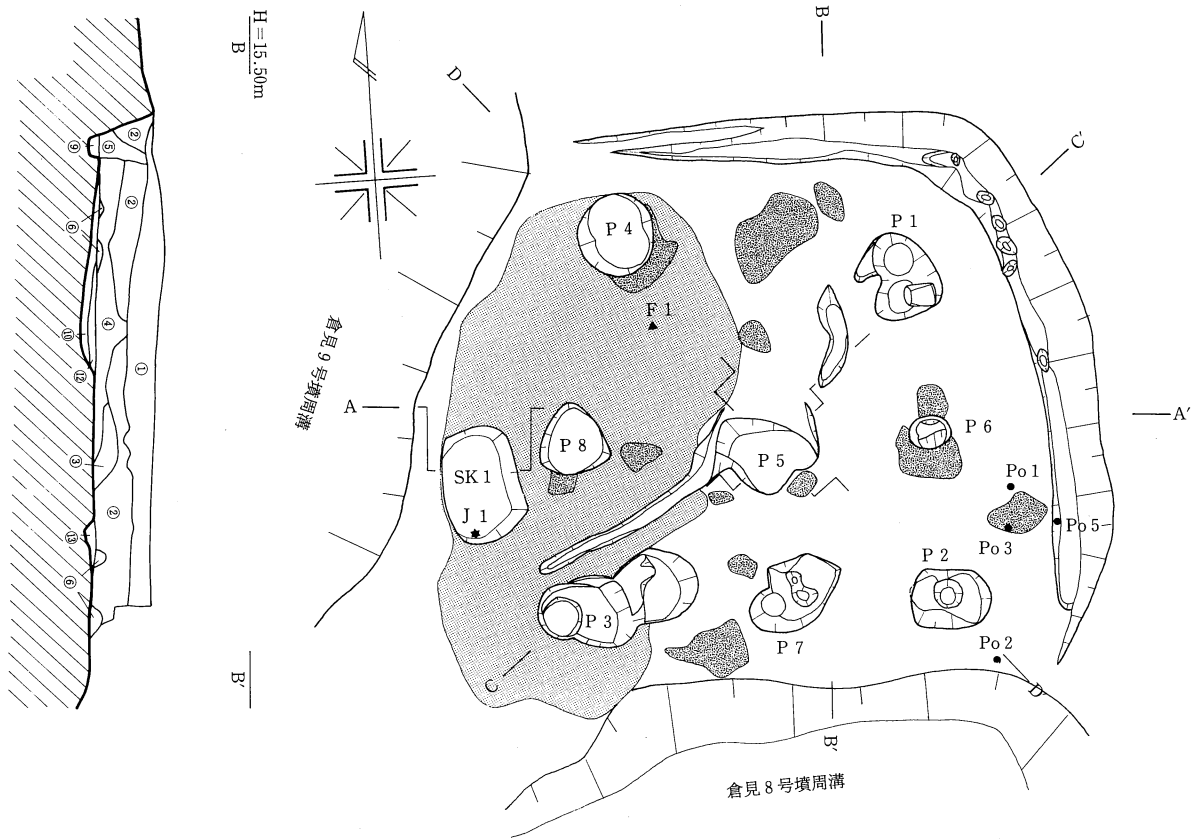 H＝15.50m
B
B′
②
⑤
⑨
②
⑥
④
⑩
①
⑫
③
②
⑬
⑥
D
B
C′
P 4
P 1
F 1
倉見9号墳周溝
A
A′
P 8
P 5
P 6
SK 1
J 1
Po 1
Po 5
Po 3
P 2
P 3
P 7
Po 2
C
D′
B′
倉見8号墳周溝